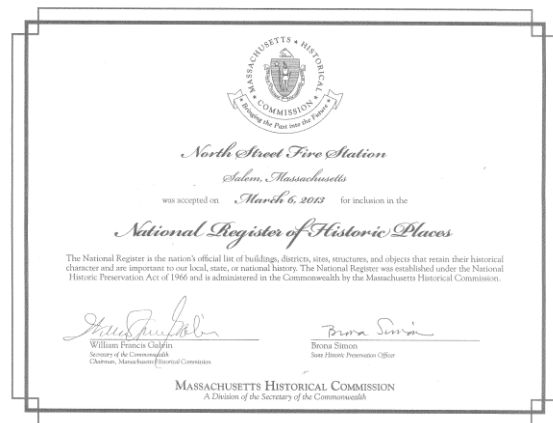 MASSACHUSETTS ★ HISTORICAL ★ COMMISSION ★
Bringing the Past into the Future
North Street Fire Station
Salem, Massachusetts
was accepted on March 6, 2013 for inclusion in the
National Register of Historic Places
The National Register is the nation's official list of buildings, districts, sites, structures, and objects that retain their historical
character and are important to our local, state, or national history. The National Register was established under the National
Historic Preservation Act of 1966 and is administered in the Commonwealth by the Massachusetts Historical Commission.
William Francis Galvin Brona Simon
William Francis Galvin Brona Simon
Secretary of the Commonwealth State Historic Preservation Officer
Chairman, Massachusetts Historical Commission
MASSACHUSETTS HISTORICAL COMMISSION
A Division of the Secretary of the Commonwealth